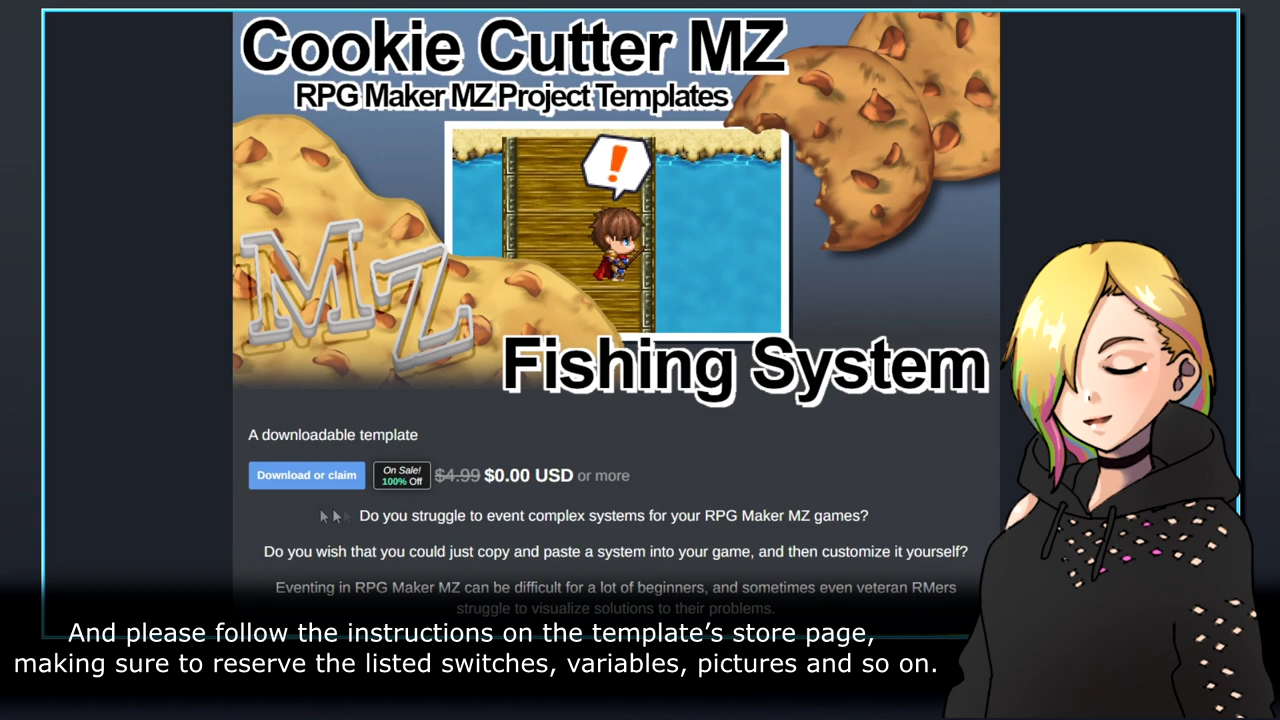 Cookie Cutter MZ
RPG Maker MZ Project Templates
!
MZ
Fishing System
A downloadable template
Download or claim
On Sale!
100% Off
$4.99 $0.00 USD or more
Do you struggle to event complex systems for your RPG Maker MZ games?
Do you wish that you could just copy and paste a system into your game, and then customize it yourself?
Eventing in RPG Maker MZ can be difficult for a lot of beginners, and sometimes even veteran RMers
struggle to visualize solutions to their problems.
And please follow the instructions on the template’s store page,
making sure to reserve the listed switches, variables, pictures and so on.